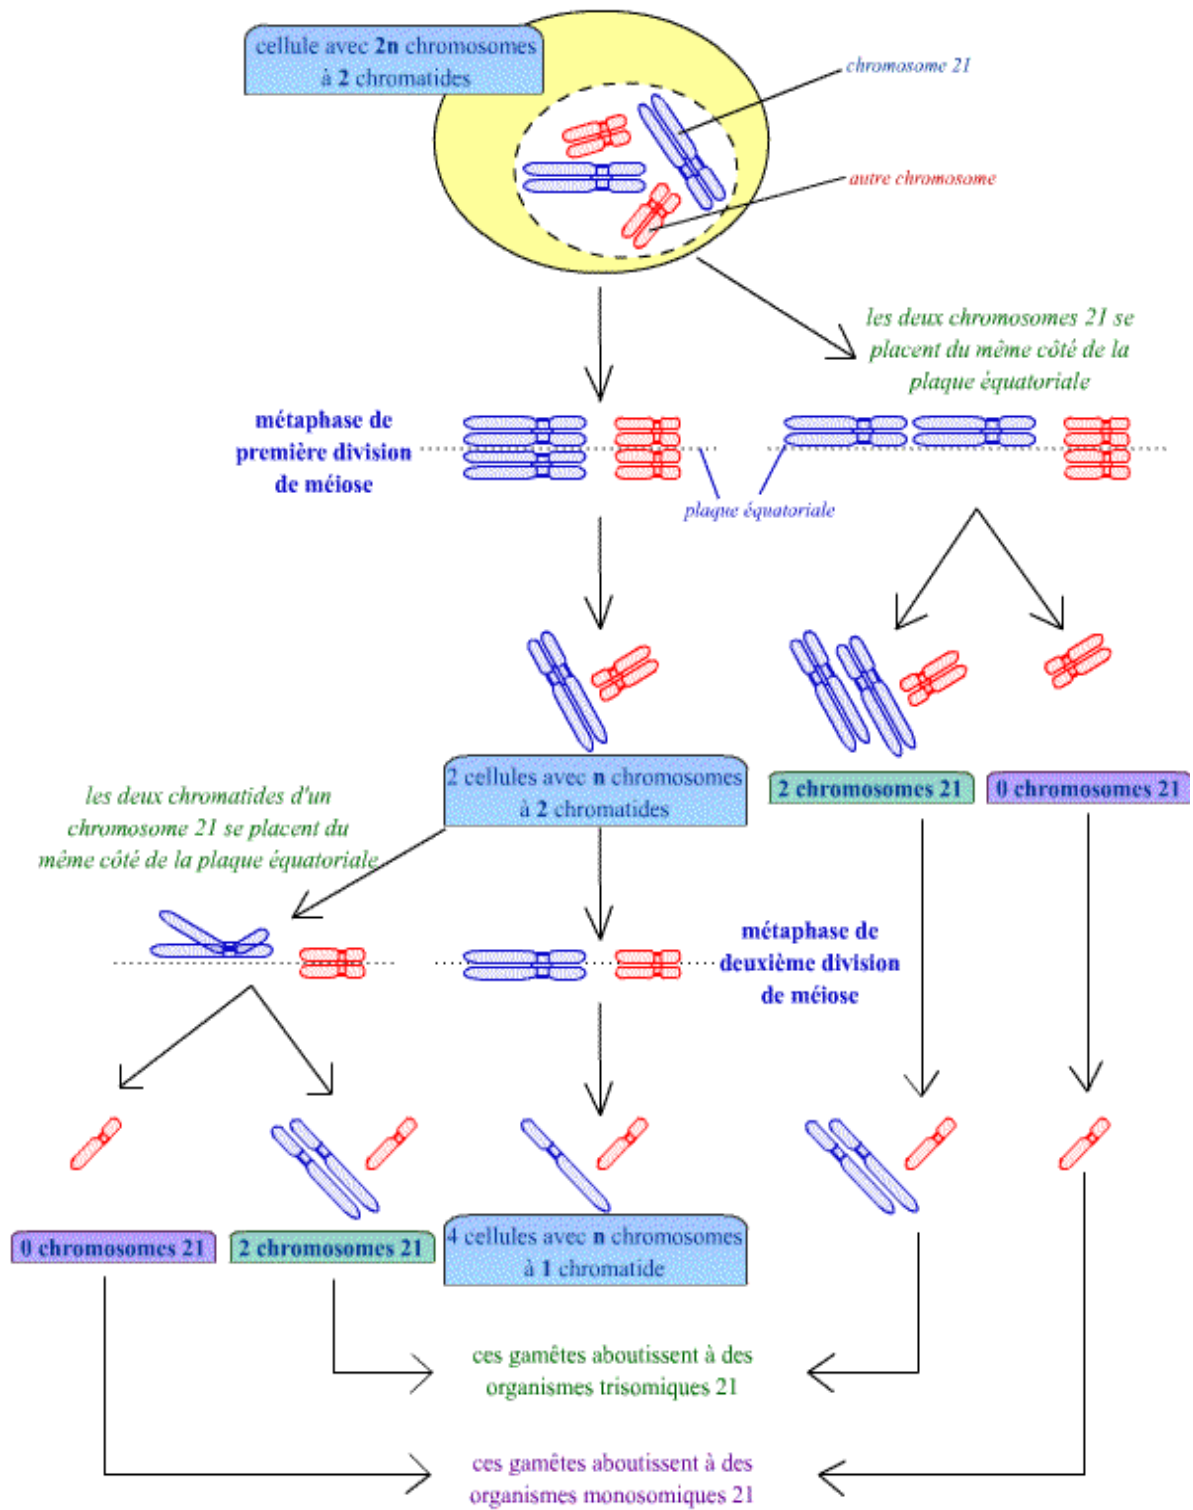 cellule avec 2n chromosomes
à 2 chromatides
chromosome 21
autre chromosome
les deux chromosomes 21 se
placent du même côté de la
plaque équatoriale
métaphase de
première division
de méiose
plaque équatoriale
2 cellules avec n chromosomes
à 2 chromatides
2 chromosomes 21
0 chromosomes 21
les deux chromatides d'un
chromosome 21 se placent du
même côté de la plaque équatoriale
métaphase de
deuxième division
de méiose
0 chromosomes 21
2 chromosomes 21
4 cellules avec n chromosomes
à 1 chromatide
ces gamêtes aboutissent à des
organismes trisomiques 21
ces gamêtes aboutissent à des
organismes monosomiques 21